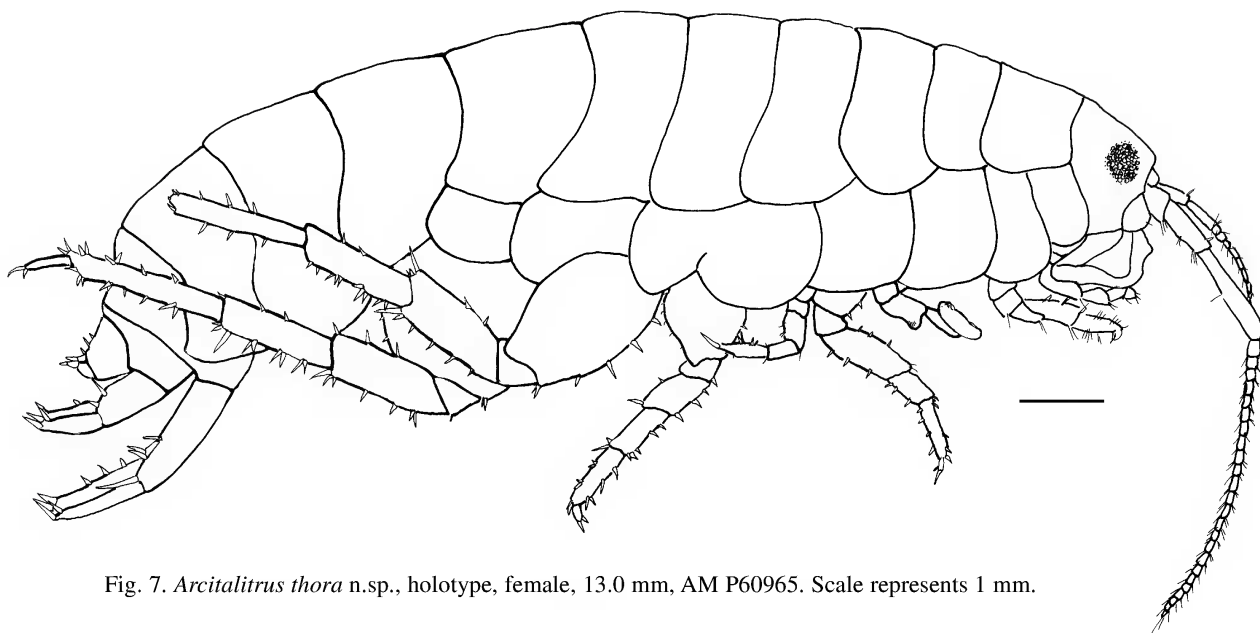 Fig. 7. Arcitalitrus thora n.sp., holotype, female, 13.0 mm, AM P60965. Scale represents 1 mm.